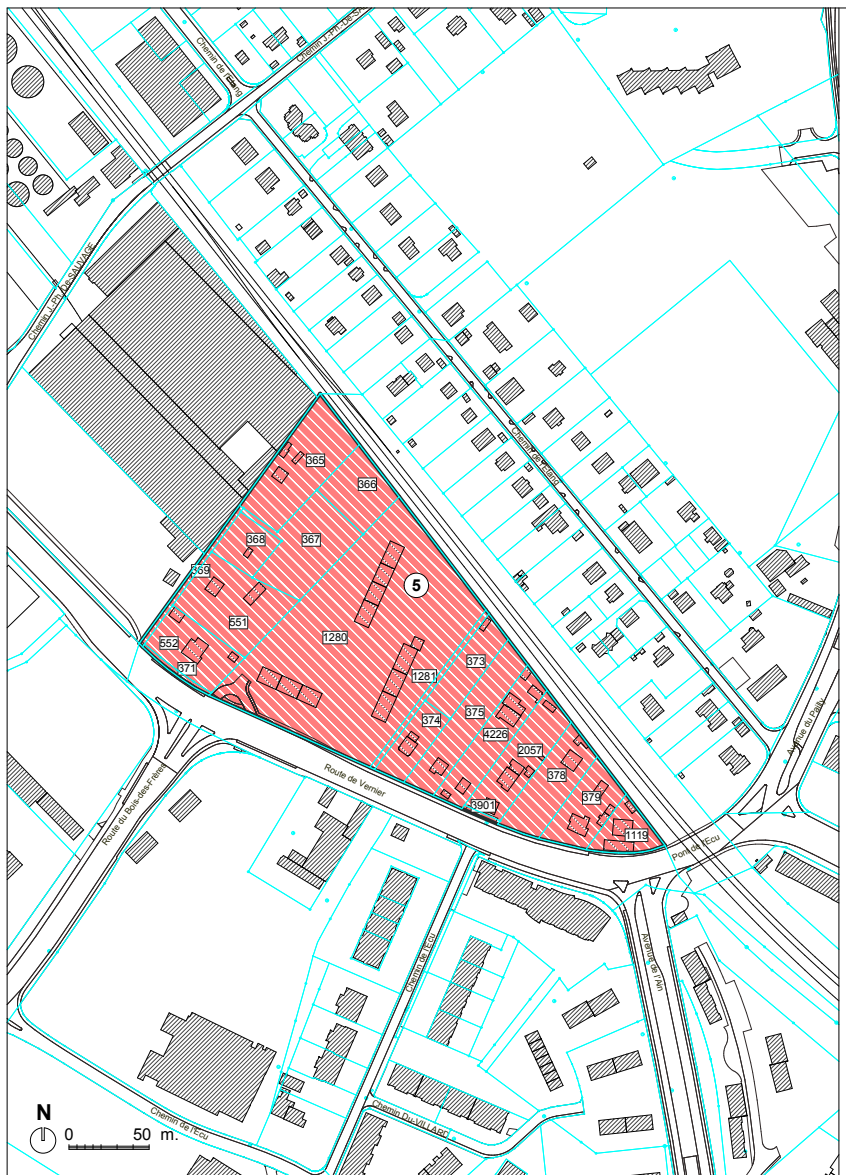 Chemin J.-Ph.-De-SA
Chemin de l'Etang
Chemin J.-Ph.-De-SAUVAGE
Chemin de l'Etang
365
366
368
367
5
369
551
1280
552
371
1281
373
374
375
4226
2057
378
379
3901
1119
Avenue du Pailly
Route de Vernier
Route du Bois-des-Frères
Pont de l'Ecu
Chemin de l'Ecu
Avenue de l'Ain
Chemin Du-VILLARD
Chemin de l'Ecu
N
0 50 m.